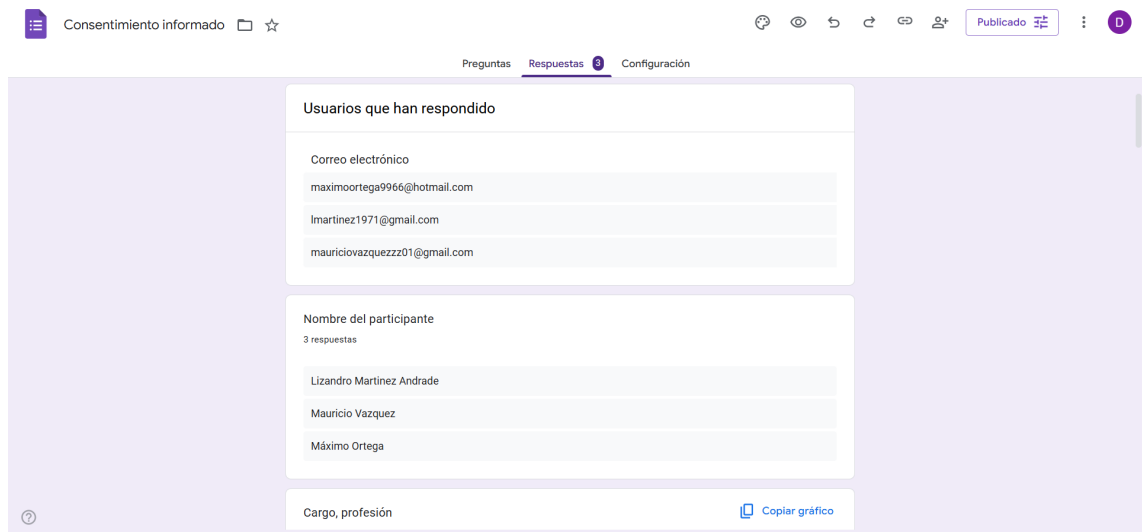 Consentimiento informado
Publicado
D
Preguntas Respuestas 3 Configuración
Usuarios que han respondido
Correo electrónico
maximoortega9966@hotmail.com
lmartinez1971@gmail.com
mauriciovazquezzz01@gmail.com
Nombre del participante
3 respuestas
Lizandro Martinez Andrade
Mauricio Vazquez
Máximo Ortega
Cargo, profesión
Copiar gráfico